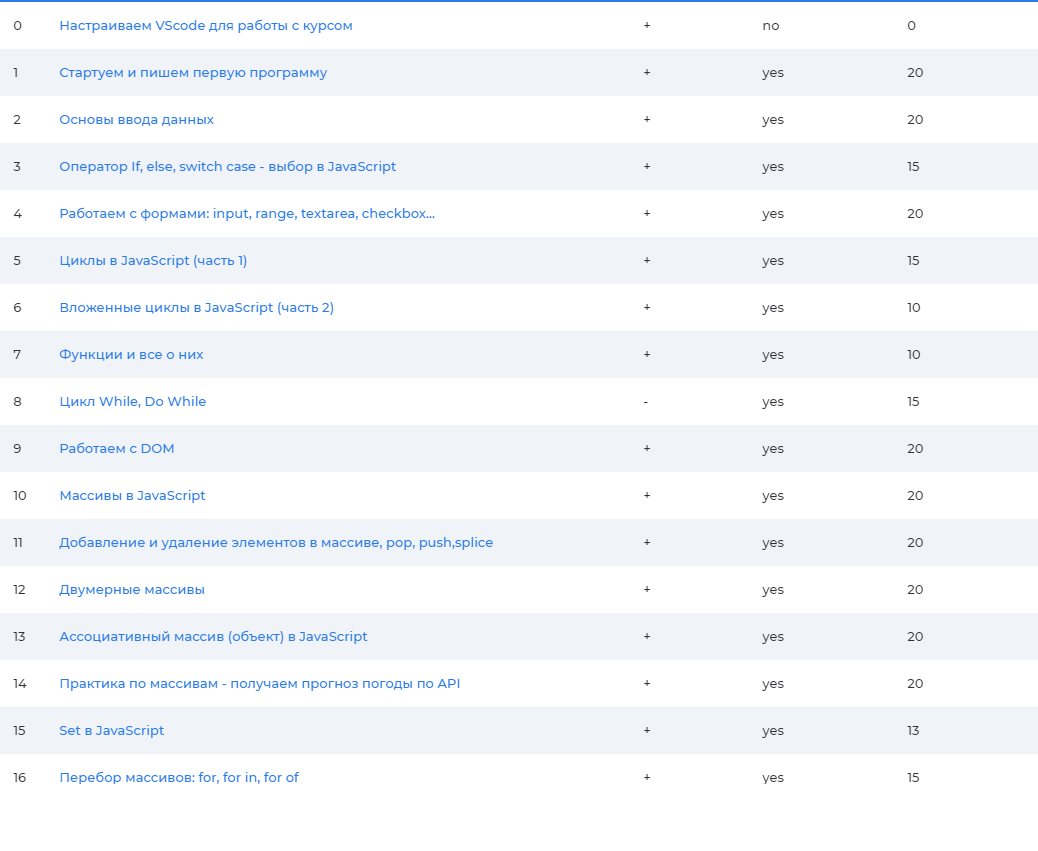 0 Настраиваем VScode для работы с курсом + no 0
1 Стартуем и пишем первую программу + yes 20
2 Основы ввода данных + yes 20
3 Оператор If, else, switch case - выбор в JavaScript + yes 15
4 Работаем с формами: input, range, textarea, checkbox... + yes 20
5 Циклы в JavaScript (часть 1) + yes 15
6 Вложенные циклы в JavaScript (часть 2) + yes 10
7 Функции и все о них + yes 10
8 Цикл While, Do While - yes 15
9 Работаем с DOM + yes 20
10 Массивы в JavaScript + yes 20
11 Добавление и удаление элементов в массиве, pop, push,splice + yes 20
12 Двумерные массивы + yes 20
13 Ассоциативный массив (объект) в JavaScript + yes 20
14 Практика по массивам - получаем прогноз погоды по API + yes 20
15 Set в JavaScript + yes 13
16 Перебор массивов: for, for in, for of + yes 15